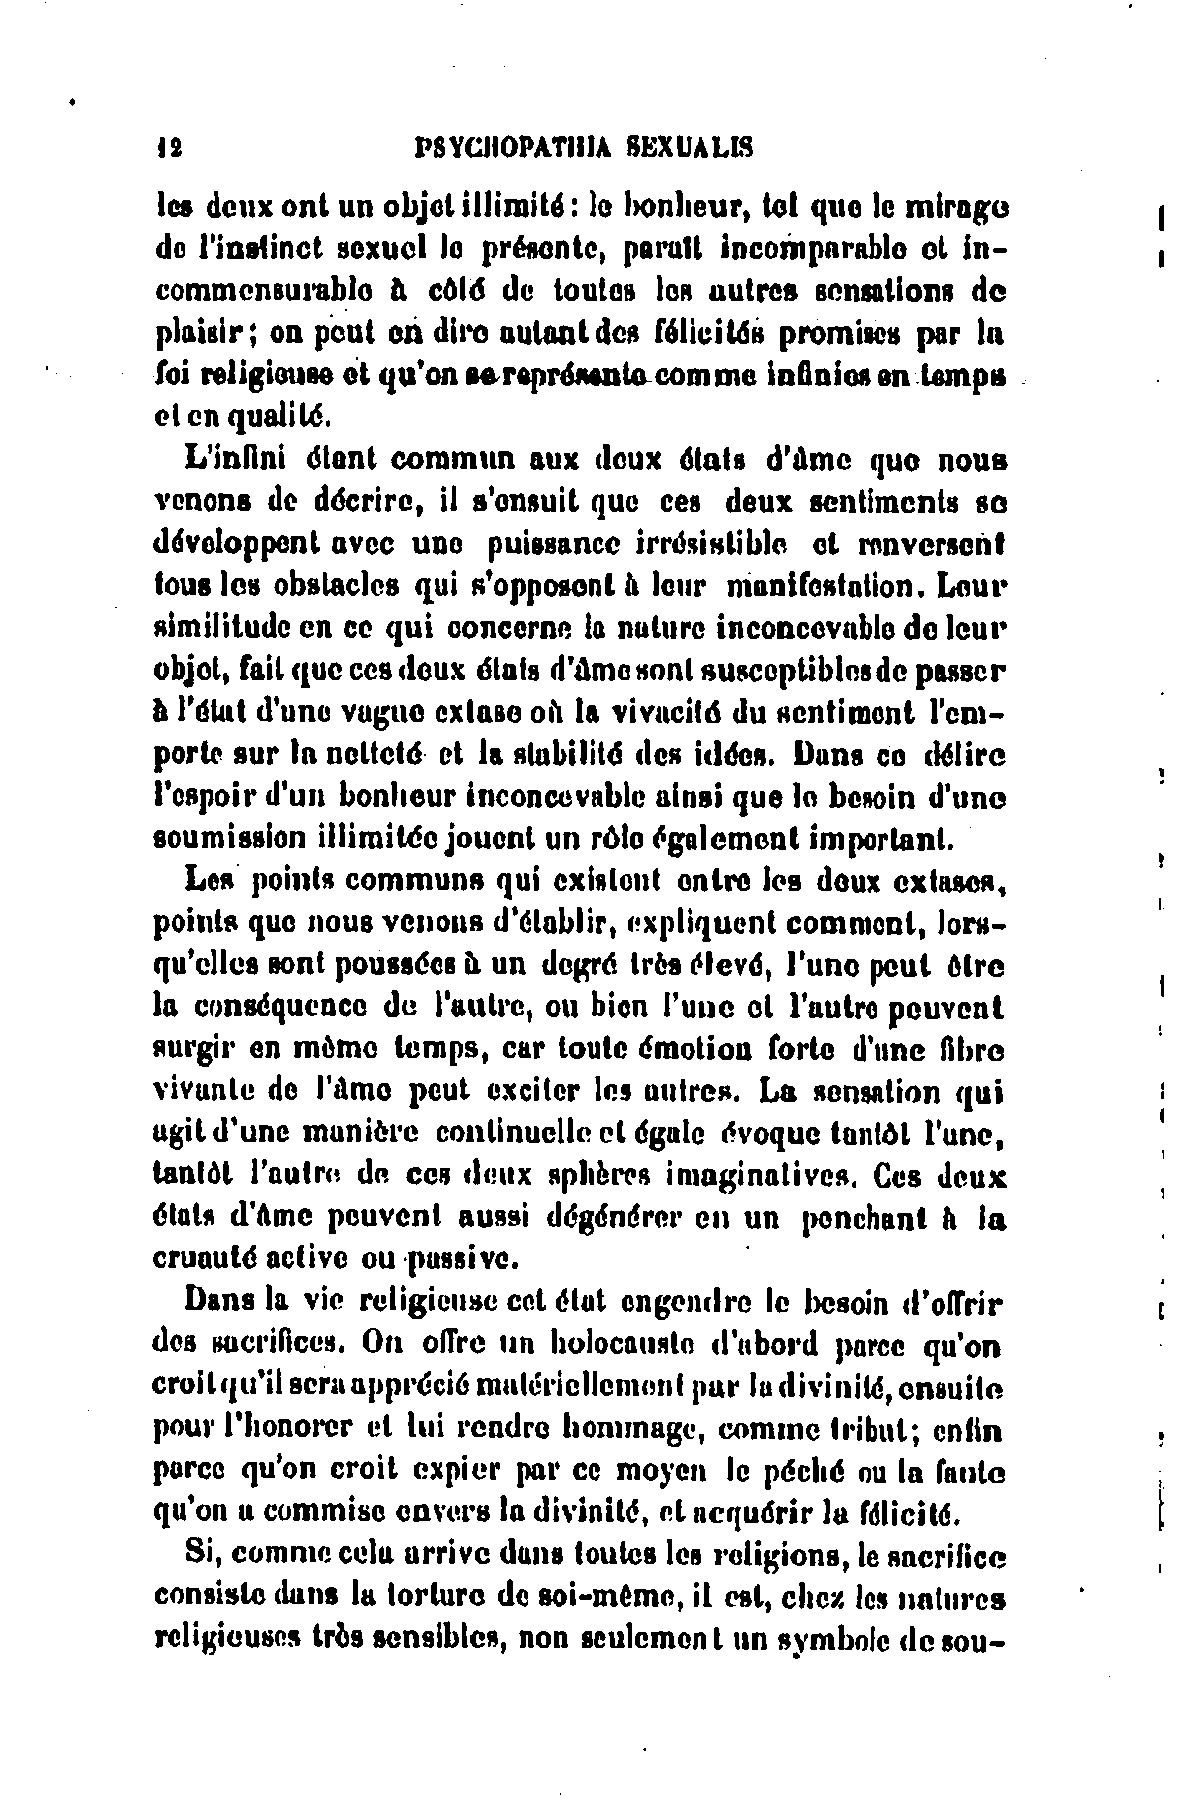 12 PSYCHOPATHIA SEXUALIS
les deux ont un objet illimité : le bonheur, tel que le mirage
de l'instinct sexuel le présente, paraît incomparable et in-
commensurable à côté de toutes les autres sensations de
plaisir ; on peut en dire autant des félicités promises par la
foi religieuse et qu'on se représente comme infinies en temps
et en qualité.
L'infini étant commun aux deux états d'âme que nous
venons de décrire, il s'ensuit que ces deux sentiments se
développent avec une puissance irrésistible et renversent
tous les obstacles qui s'opposent à leur manifestation. Leur
similitude en ce qui concerne la nature inconcevable de leur
objet, fait que ces deux états d'âme sont susceptibles de passer
à l'état d'une vague extase où la vivacité du sentiment l'em-
porte sur la netteté et la stabilité des idées. Dans ce délire
l'espoir d'un bonheur inconcevable ainsi que le besoin d'une
soumission illimitée jouent un rôle également important.
Les points communs qui existent entre les deux extases,
points que nous venons d'établir, expliquent comment, lors-
qu'elles sont poussées à un degré très élevé, l'une peut être
la conséquence de l'autre, ou bien l'une et l'autre peuvent
surgir en même temps, car toute émotion forte d'une fibre
vivante de l'âme peut exciter les autres. La sensation qui
agit d'une manière continuelle et égale évoque tantôt l'une,
tantôt l'autre de ces deux sphères imaginatives. Ces deux
états d'âme peuvent aussi dégénérer en un penchant à la
cruauté active ou passive.
Dans la vie religieuse cet état engendre le besoin d'offrir
des sacrifices. On offre un holocauste d'abord parce qu'on
croit qu'il sera apprécié matériellement par la divinité, ensuite
pour l'honorer et lui rendre hommage, comme tribut ; enfin
parce qu'on croit expier par ce moyen le péché ou la faute
qu'on a commise envers la divinité, et acquérir la félicité.
Si, comme cela arrive dans toutes les religions, le sacrifice
consiste dans la torture de soi-même, il est, chez les natures
religieuses très sensibles, non seulement un symbole de sou-